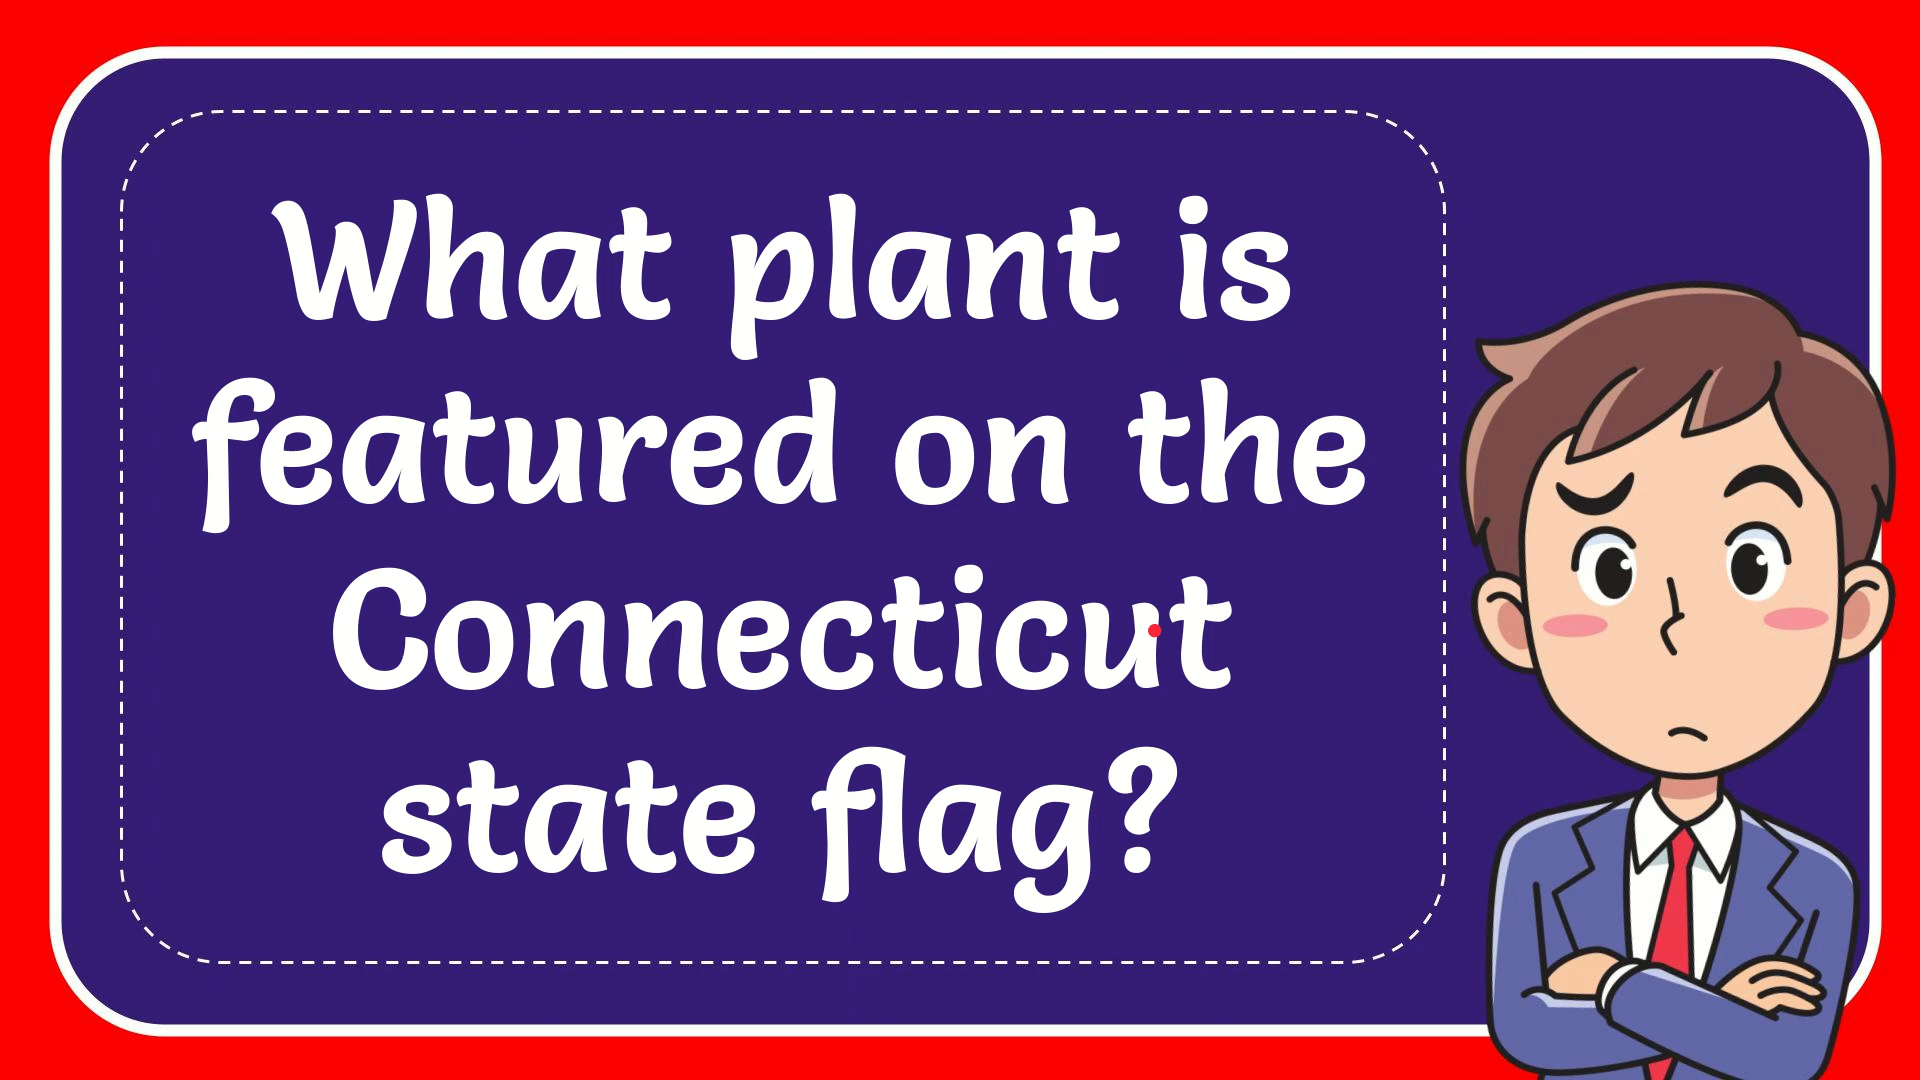 What plant is
featured on the
Connecticut
state flag?